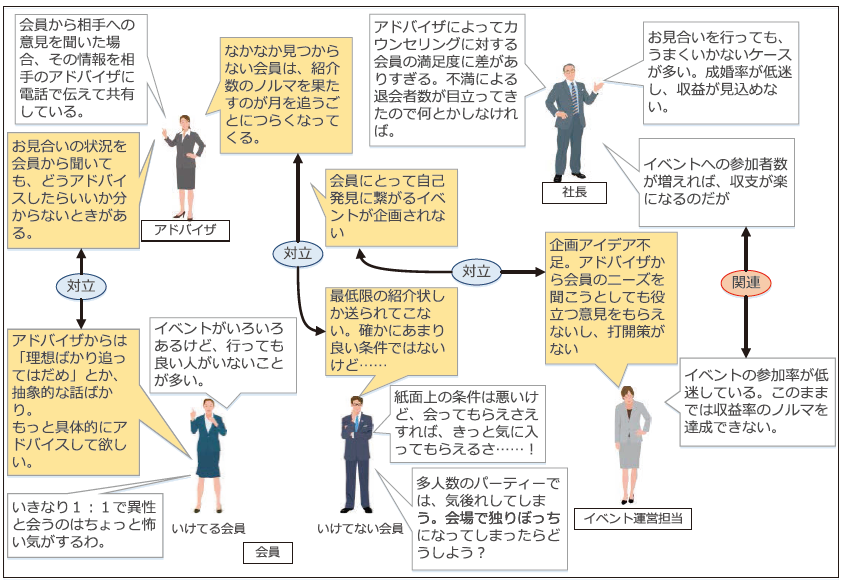 会員から相手への
意見を聞いた場
合、その情報を相
手のアドバイザに
電話で伝えて共有
している。
なかなか見つから
ない会員は、紹介
数のノルマを果た
すのが月を追うご
とにつらくなって
くる。
アドバイザによってカ
ウンセリングに対する
会員の満足度に差があ
りすぎる。不満による
退会者数が目立ってき
たので何とかしなけれ
ば。
お見合いを行っても、
うまくいかないケース
が多い。成婚率が低迷
し、収益が見込めな
い。
お見合いの状況を
会員から聞いて
も、どうアドバイ
スしたらいいか分
からないときがあ
る。
アドバイザ
会員にとって自己
発見に繋がるイベ
ントが企画されな
い
社長
イベントへの参加者数
が増えれば、収支が楽
になるのだが
対立
対立
対立
企画アイデア不
足。アドバイザか
ら会員のニーズを
聞こうとしても役
立つ意見をもらえ
ないし、打開策が
ない
関連
アドバイザからは
「理想ばかり追っ
てはだめ」とか、
抽象的な話ばか
り。
もっと具体的にア
ドバイスして欲し
い。
イベントがいろいろ
あるけど、行っても
良い人がいないこと
が多い。
最低限の紹介状し
か送られてこな
い。確かにあまり
良い条件ではない
けど……
紙面上の条件は悪いけ
ど、会ってもらえさえ
すれば、きっと気に入
ってもらえるさ……！
イベントの参加率が低
迷している。このまま
では収益率のノルマを
達成できない。
いきなり１：１で異性
と会うのはちょっと怖
い気がするわ。
いけてる会員
いけてない会員
会員
多人数のパーティーで
は、気後れしてしま
う。会場で独りぼっち
になってしまったらど
うしよう？
イベント運営担当